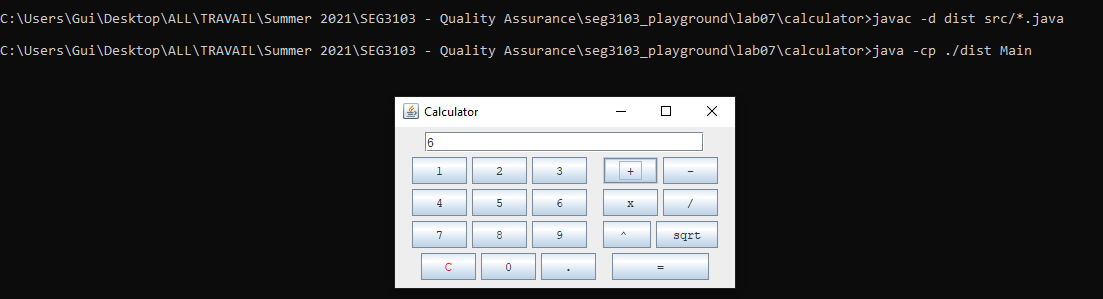 C:\Users\Gui\Desktop\ALL\TRAVAIL\Summer 2021\SEG3103 - Quality Assurance\seg3103_playground\lab07\calculator>javac -d dist src/*.java
C:\Users\Gui\Desktop\ALL\TRAVAIL\Summer 2021\SEG3103 - Quality Assurance\seg3103_playground\lab07\calculator>java -cp ./dist Main
Calculator
6
1 2 3 + -
4 5 6 x /
7 8 9 ^ sqrt
C 0 . =